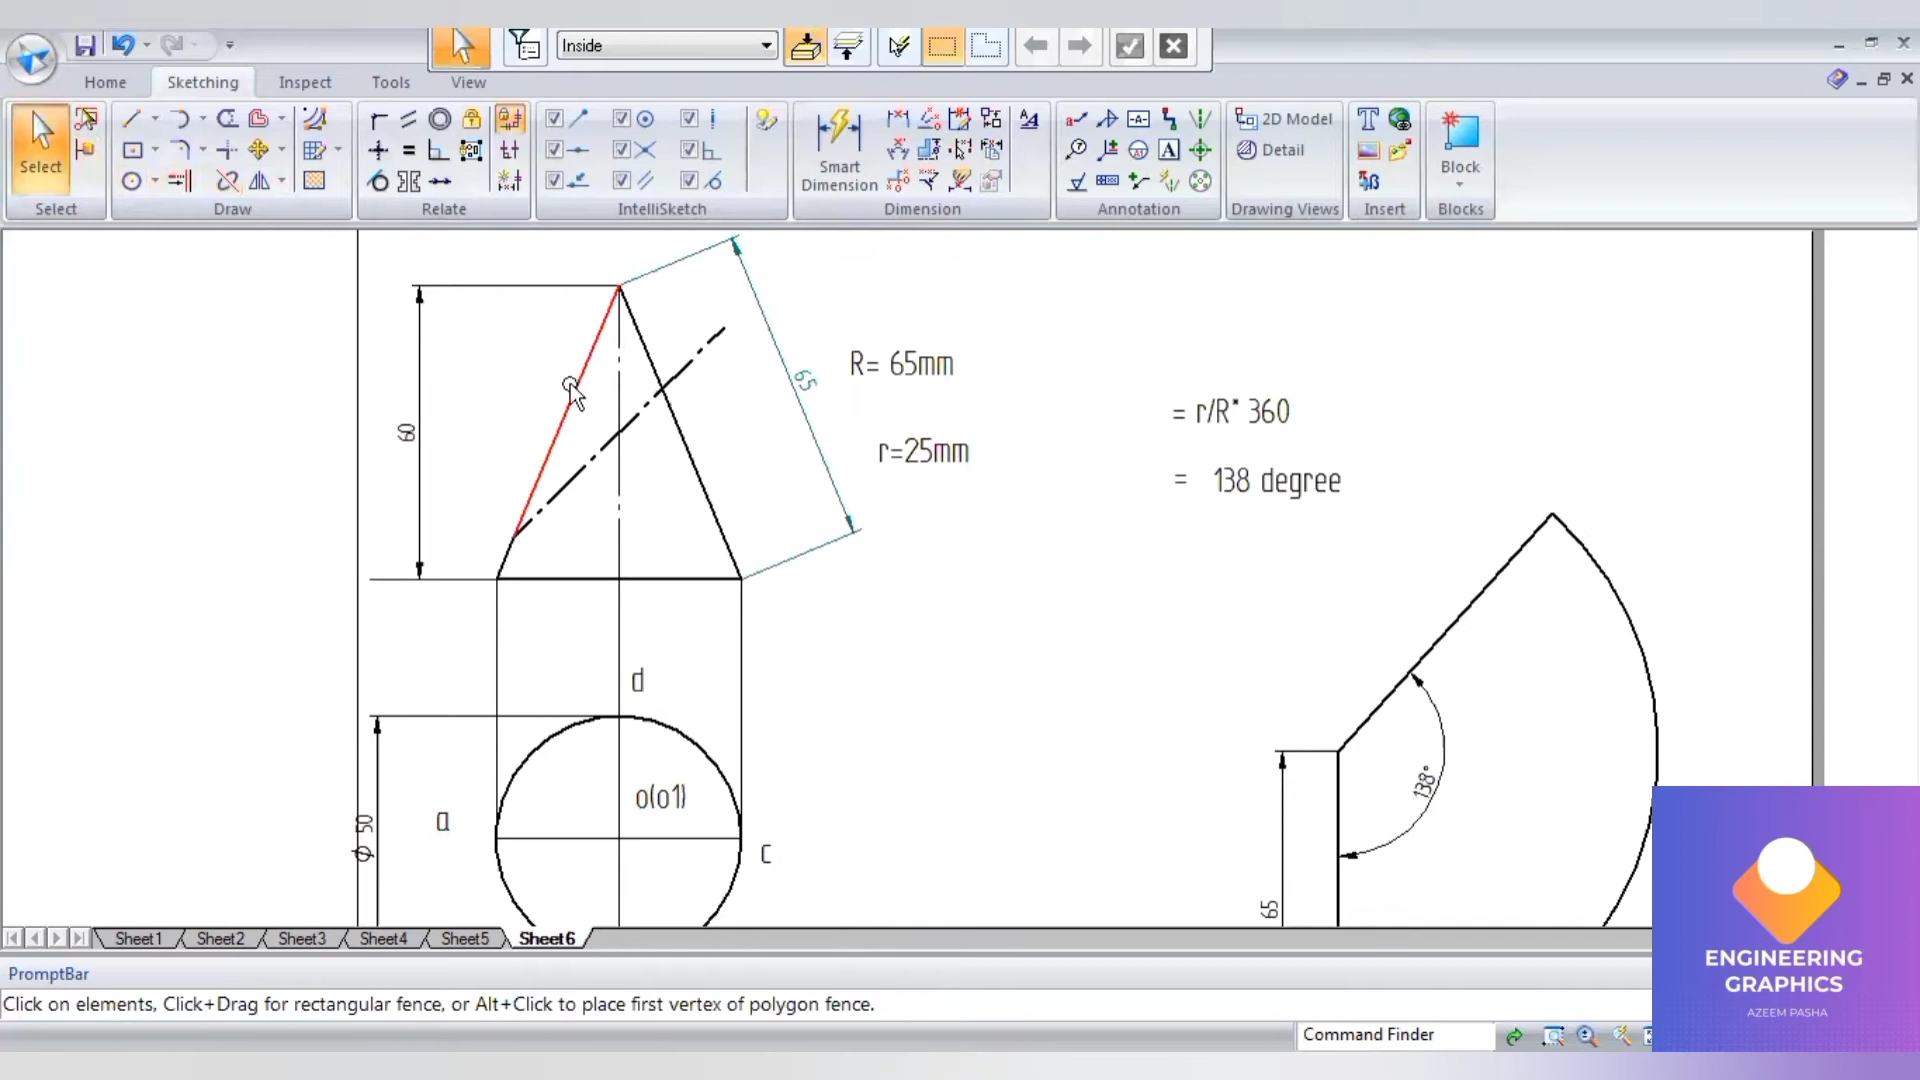 Inside
Home Sketching Inspect Tools View
Select
Smart
Dimension
2D Model
Detail
Block
Select Draw Relate IntelliSketch Dimension Annotation Drawing Views Insert Blocks
60
65
R= 65mm
r=25mm
= r/R* 360
= 138 degree
d
o(o1)
a
c
ϕ 50
138°
65
Sheet1 Sheet2 Sheet3 Sheet4 Sheet5 Sheet6
PromptBar
Click on elements, Click+Drag for rectangular fence, or Alt+Click to place first vertex of polygon fence.
Command Finder
ENGINEERING
GRAPHICS
AZEEM PASHA